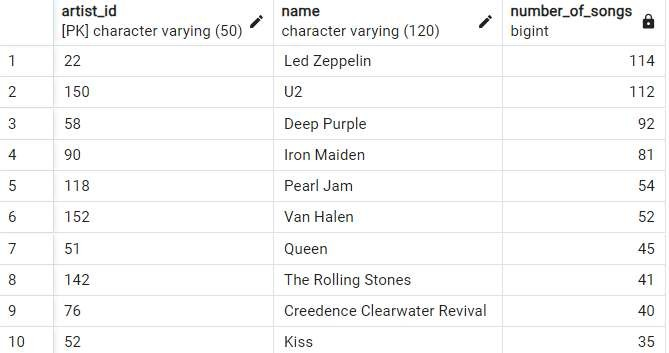 artist_id name number_of_songs
[PK] character varying (50) character varying (120) bigint
1 22 Led Zeppelin 114
2 150 U2 112
3 58 Deep Purple 92
4 90 Iron Maiden 81
5 118 Pearl Jam 54
6 152 Van Halen 52
7 51 Queen 45
8 142 The Rolling Stones 41
9 76 Creedence Clearwater Revival 40
10 52 Kiss 35